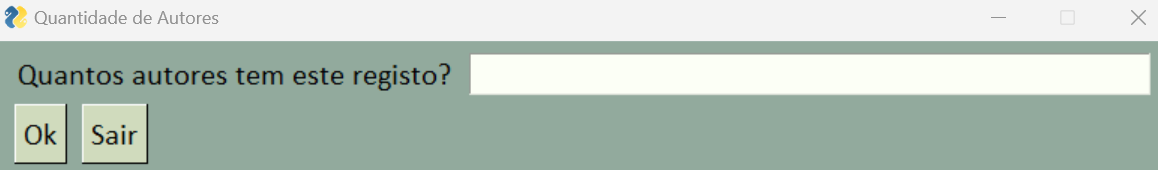 Quantidade de Autores
Quantos autores tem este registo?
Ok Sair